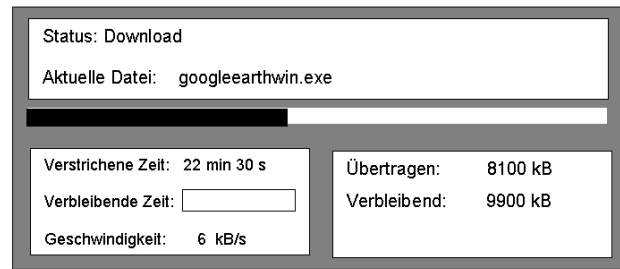 Status: Download
Aktuelle Datei: googleearthwin.exe
Verstrichene Zeit: 22 min 30 s
Verbleibende Zeit:
Geschwindigkeit: 6 kB/s
Übertragen: 8100 kB
Verbleibend: 9900 kB